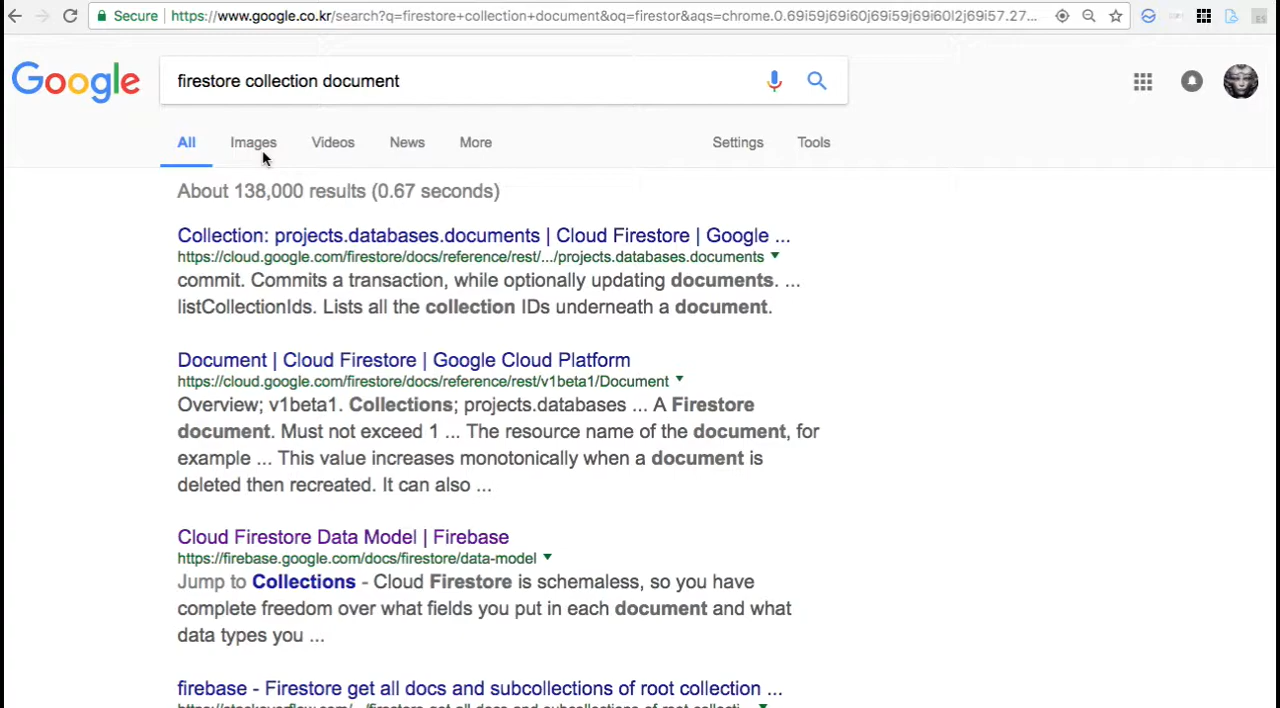 Secure https://www.google.co.kr/search?q=firestore+collection+document&oq=firestor&aqs=chrome.0.69i59j69i60j69i59j69i60l2j69i57.27...
Google
firestore collection document
All Images Videos News More Settings Tools
About 138,000 results (0.67 seconds)
Collection: projects.databases.documents | Cloud Firestore | Google ...
https://cloud.google.com/firestore/docs/reference/rest/.../projects.databases.documents
commit. Commits a transaction, while optionally updating documents. ...
listCollectionIds. Lists all the collection IDs underneath a document.
Document | Cloud Firestore | Google Cloud Platform
https://cloud.google.com/firestore/docs/reference/rest/v1beta1/Document
Overview; v1beta1. Collections; projects.databases ... A Firestore
document. Must not exceed 1 ... The resource name of the document, for
example ... This value increases monotonically when a document is
deleted then recreated. It can also ...
Cloud Firestore Data Model | Firebase
https://firebase.google.com/docs/firestore/data-model
Jump to Collections - Cloud Firestore is schemaless, so you have
complete freedom over what fields you put in each document and what
data types you ...
firebase - Firestore get all docs and subcollections of root collection ...